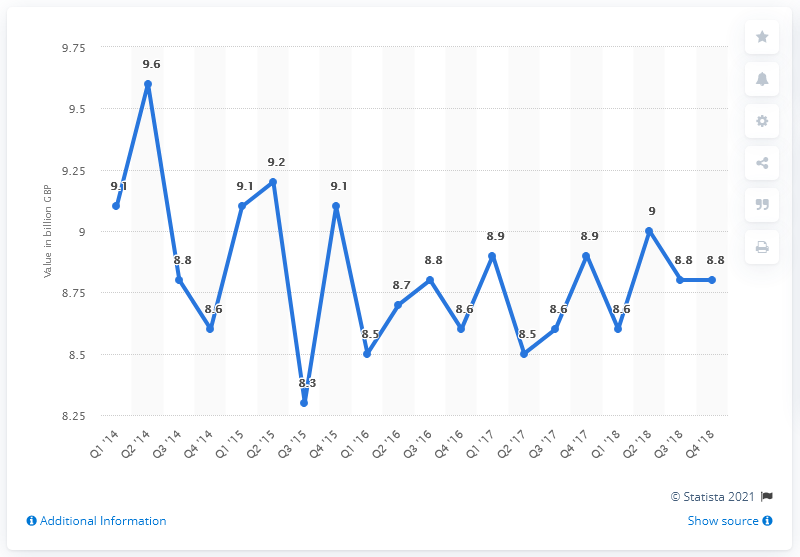 9.75
9.5
9.25
9
8.75
8.5
8.25
Value in billion GBP
9.1
9.6
8.8
8.6
9.1
9.2
8.3
9.1
8.5
8.7
8.8
8.6
8.9
8.5
8.6
8.9
8.6
9
8.8
8.8
Q1 '14
Q2 '14
Q3 '14
Q4 '14
Q1 '15
Q2 '15
Q3 '15
Q4 '15
Q1 '16
Q2 '16
Q3 '16
Q4 '16
Q1 '17
Q2 '17
Q3 '17
Q4 '17
Q1 '18
Q2 '18
Q3 '18
Q4 '18
© Statista 2021
Additional Information
Show source